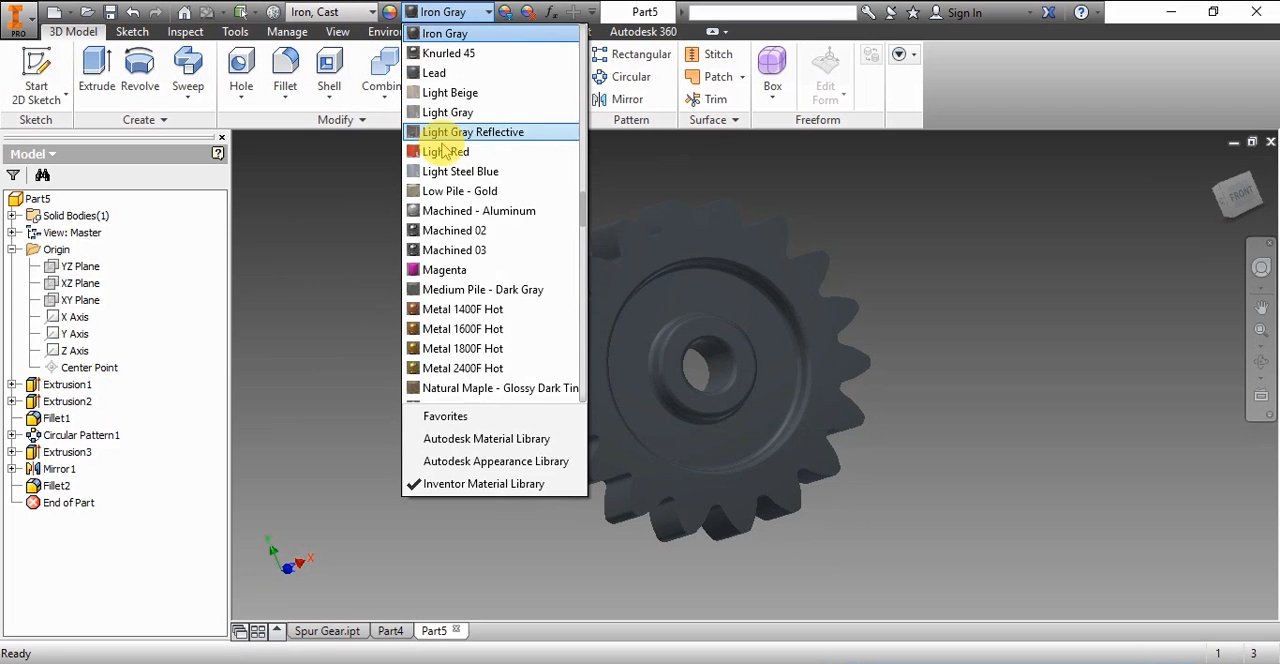 Iron, Cast
Iron Gray
Part5
Sign In
PRO
3D Model
Sketch
Inspect
Tools
Manage
View
Autodesk 360
Start
2D Sketch
Extrude
Revolve
Sweep
Hole
Fillet
Shell
Rectangular
Circular
Mirror
Stitch
Patch
Trim
Box
Edit
Form
Sketch
Create
Modify
Pattern
Surface
Freeform
Iron Gray
Knurled 45
Lead
Light Beige
Light Gray
Light Gray Reflective
Light Red
Light Steel Blue
Low Pile - Gold
Machined - Aluminum
Machined 02
Machined 03
Magenta
Medium Pile - Dark Gray
Metal 1400F Hot
Metal 1600F Hot
Metal 1800F Hot
Metal 2400F Hot
Natural Maple - Glossy Dark Tin
Favorites
Autodesk Material Library
Autodesk Appearance Library
Inventor Material Library
Model
Part5
Solid Bodies(1)
View: Master
Origin
YZ Plane
XZ Plane
XY Plane
X Axis
Y Axis
Z Axis
Center Point
Extrusion1
Extrusion2
Fillet1
Circular Pattern1
Extrusion3
Mirror1
Fillet2
End of Part
FRONT
X
Spur Gear.ipt
Part4
Part5
Ready
1
3